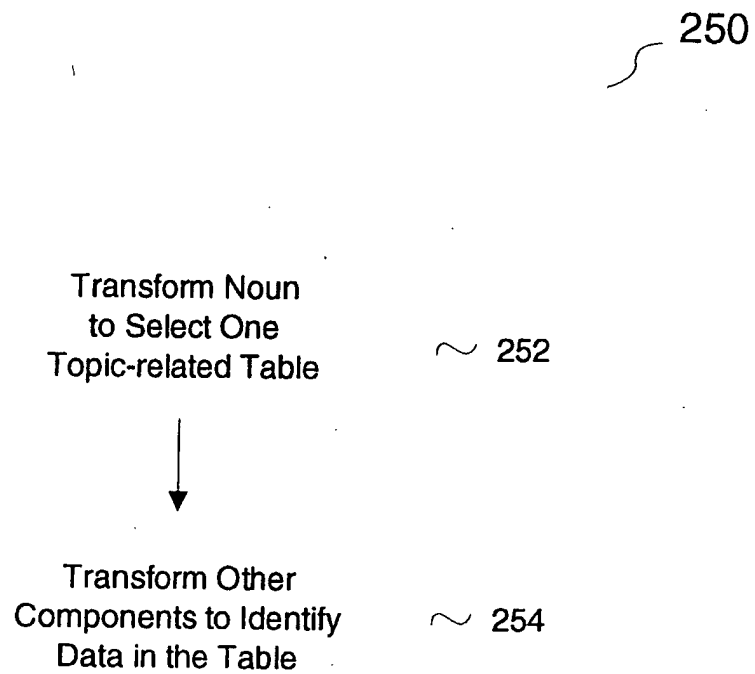 250
Transform Noun
to Select One
Topic-related Table
252
Transform Other
Components to Identify
Data in the Table
254